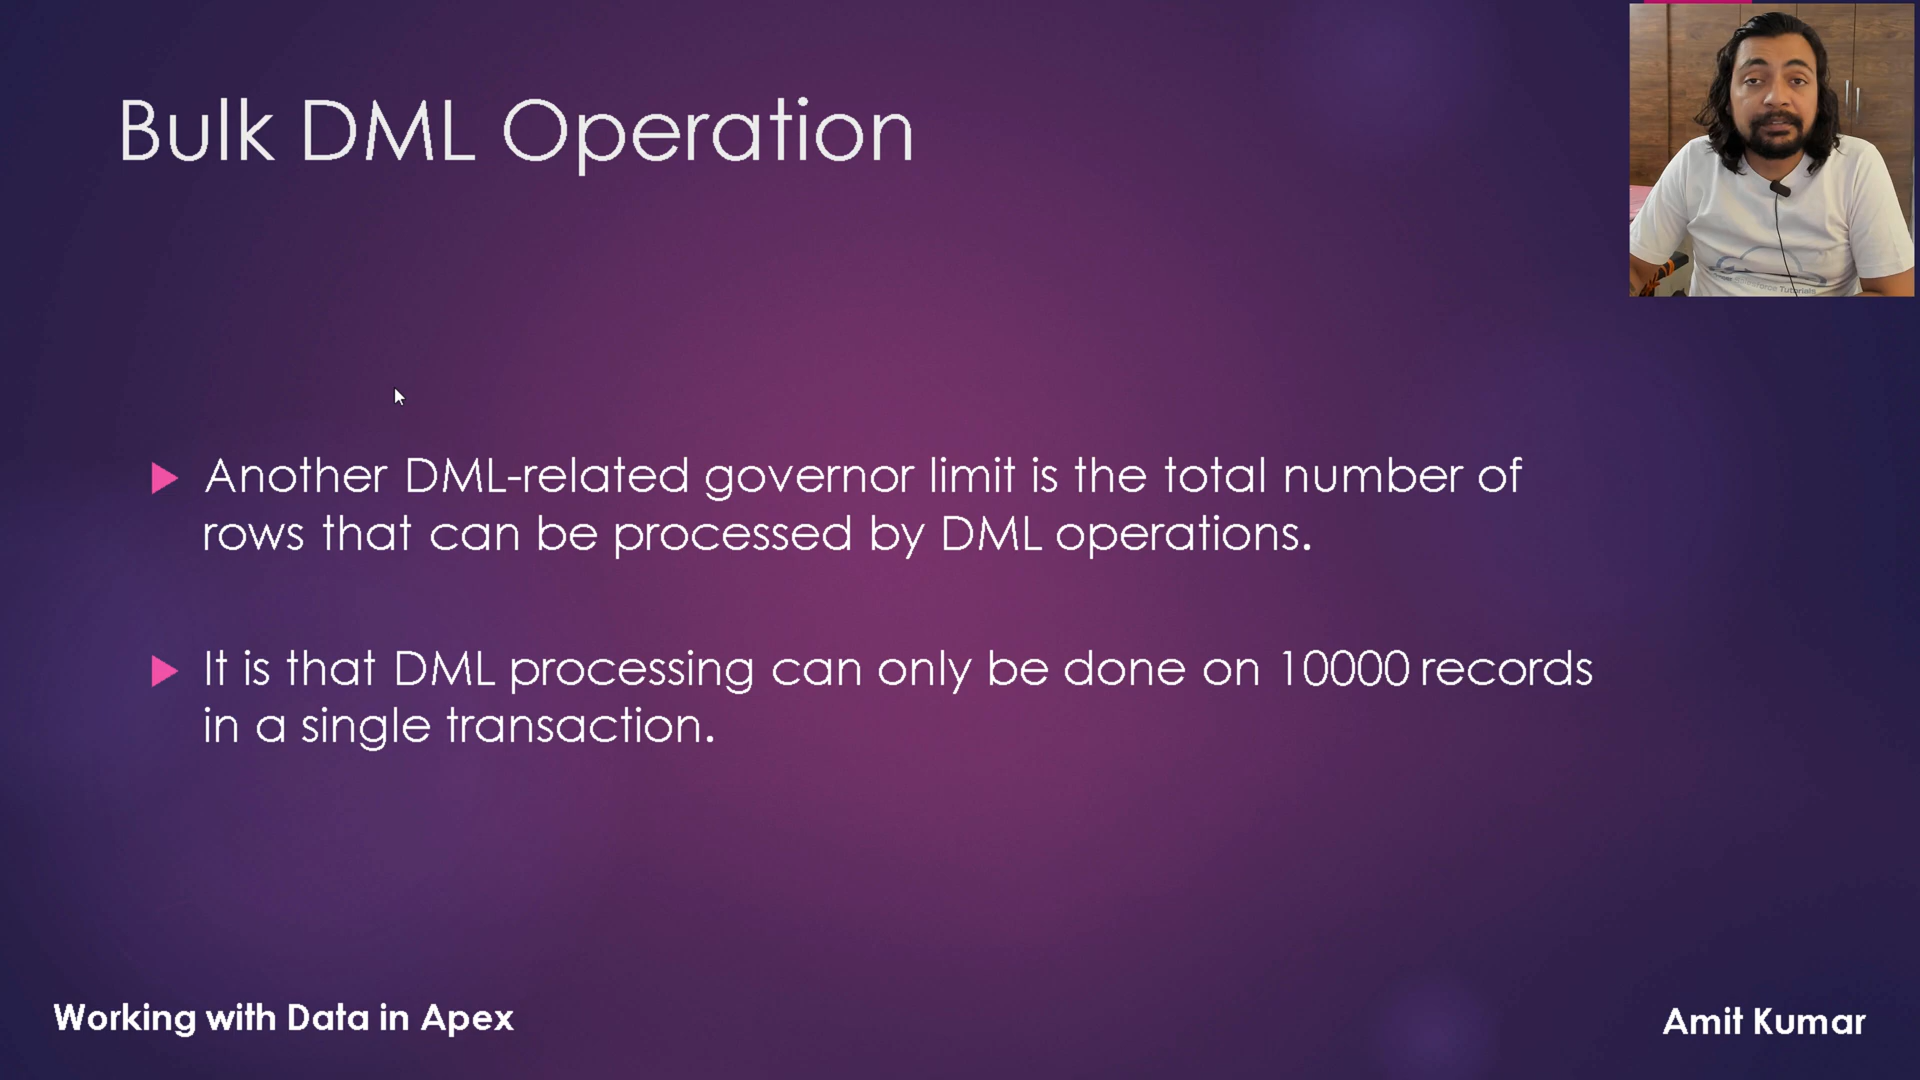 Bulk DML Operation
Another DML-related governor limit is the total number of
rows that can be processed by DML operations.
It is that DML processing can only be done on 10000 records
in a single transaction.
Working with Data in Apex
Amit Kumar